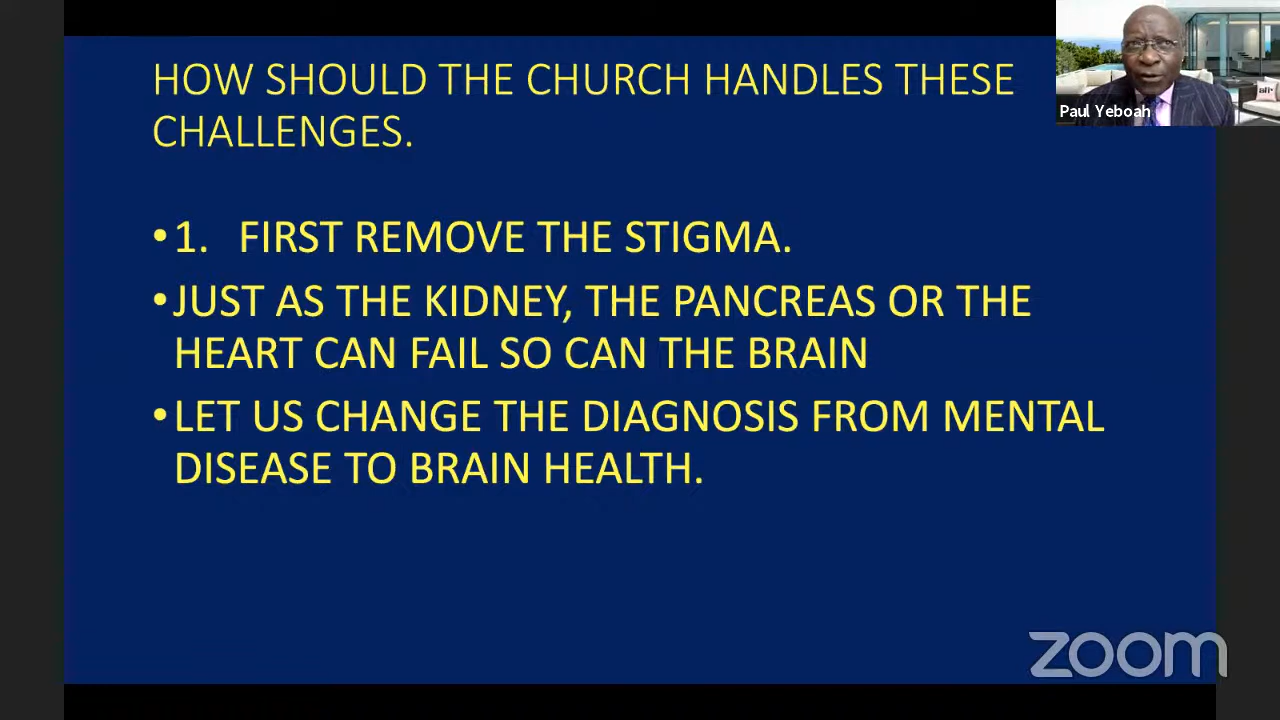 HOW SHOULD THE CHURCH HANDLES THESE
CHALLENGES.
Paul Yeboah
•1. FIRST REMOVE THE STIGMA.
•JUST AS THE KIDNEY, THE PANCREAS OR THE
HEART CAN FAIL SO CAN THE BRAIN
•LET US CHANGE THE DIAGNOSIS FROM MENTAL
DISEASE TO BRAIN HEALTH.
zoom